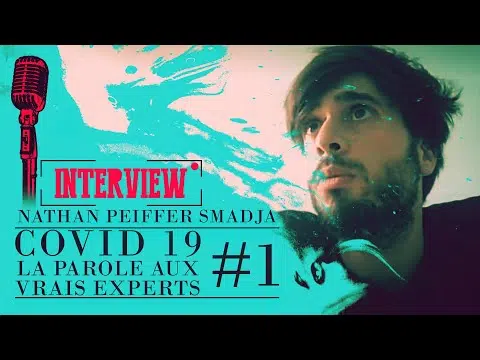 INTERVIEW
NATHAN PEIFFER SMADJA
COVID 19
LA PAROLE AUX
VRAIS EXPERTS
#1